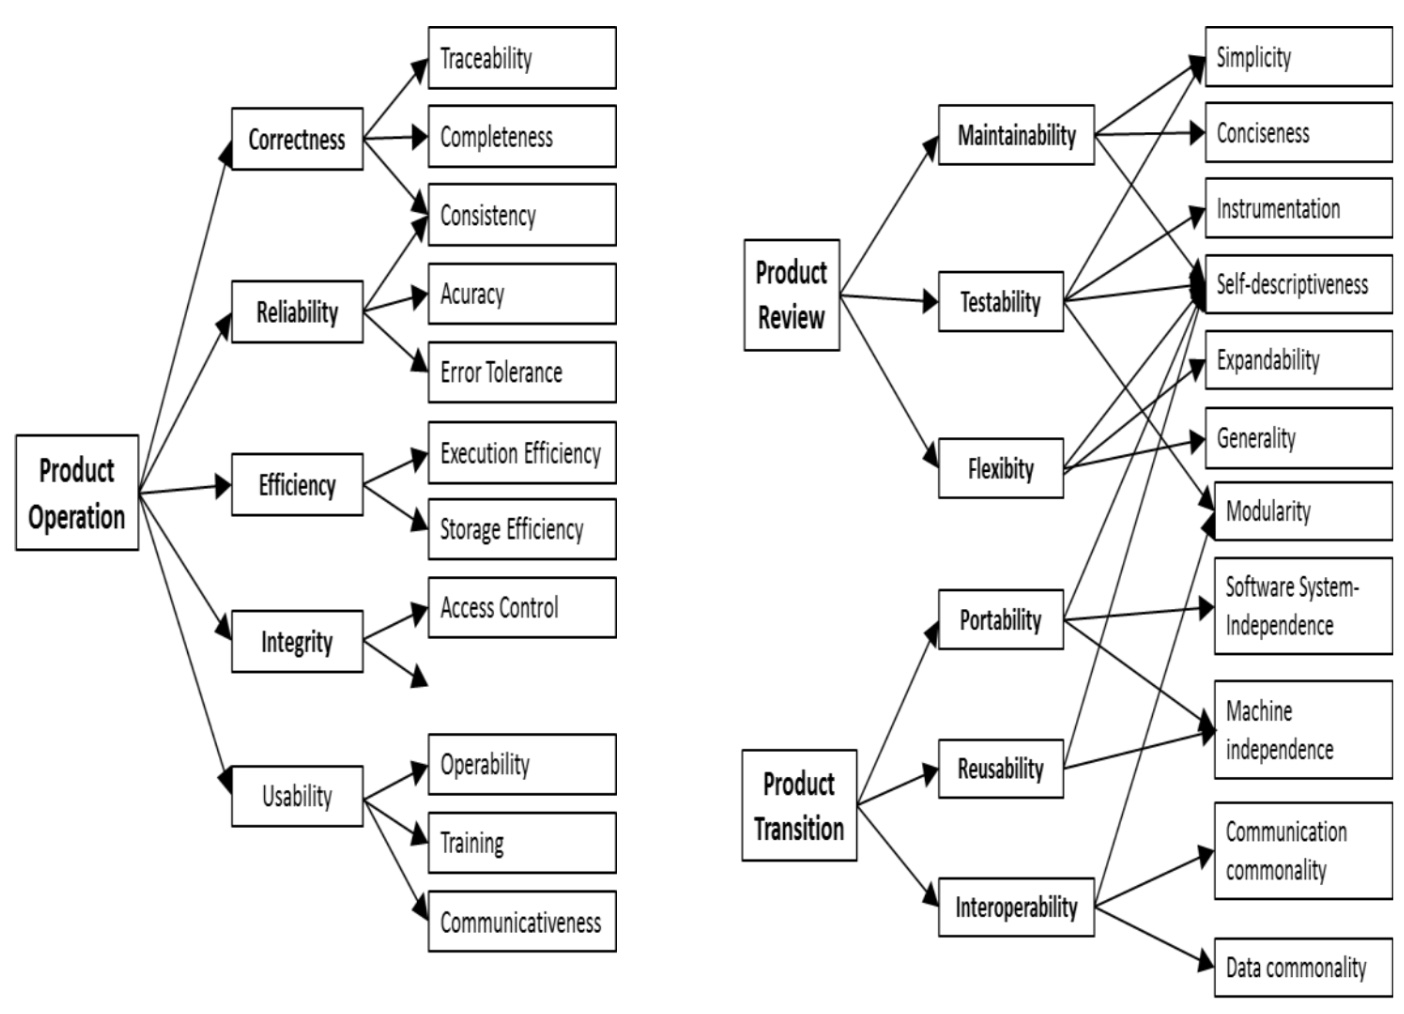 Product
Operation
Correctness
Reliability
Efficiency
Integrity
Usability
Traceability
Completeness
Consistency
Acuracy
Error Tolerance
Execution Efficiency
Storage Efficiency
Access Control
Operability
Training
Communicativeness
Product
Review
Maintainability
Testability
Flexibity
Product
Transition
Portability
Reusability
Interoperability
Simplicity
Conciseness
Instrumentation
Self-descriptiveness
Expandability
Generality
Modularity
Software System-
Independence
Machine
independence
Communication
commonality
Data commonality